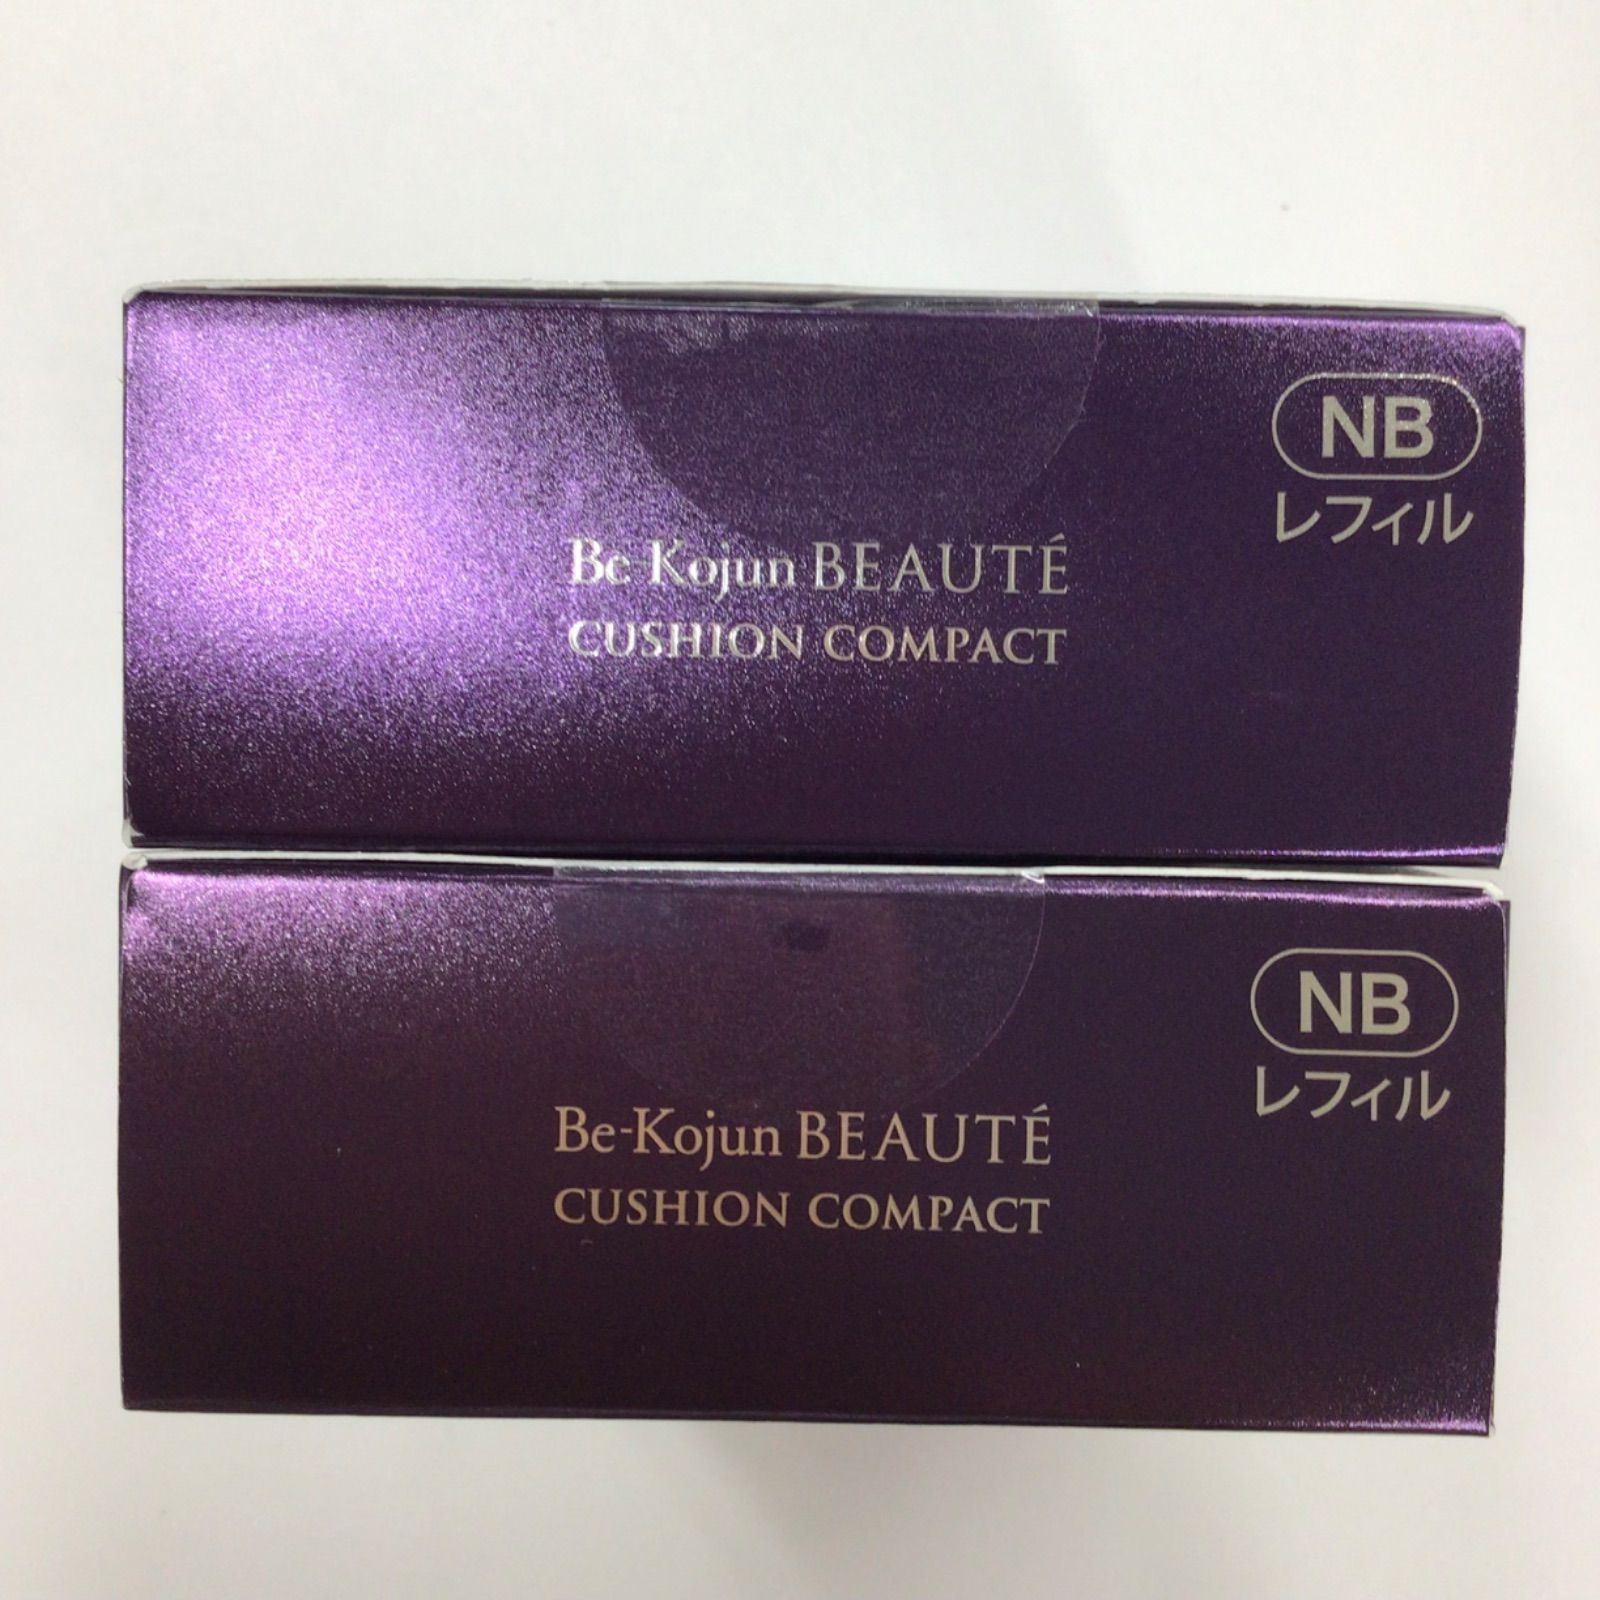 NB
レフィル
Be-Kojun BEAUTÉ
CUSHION COMPACT
NB
レフィル
Be-Kojun BEAUTÉ
CUSHION COMPACT